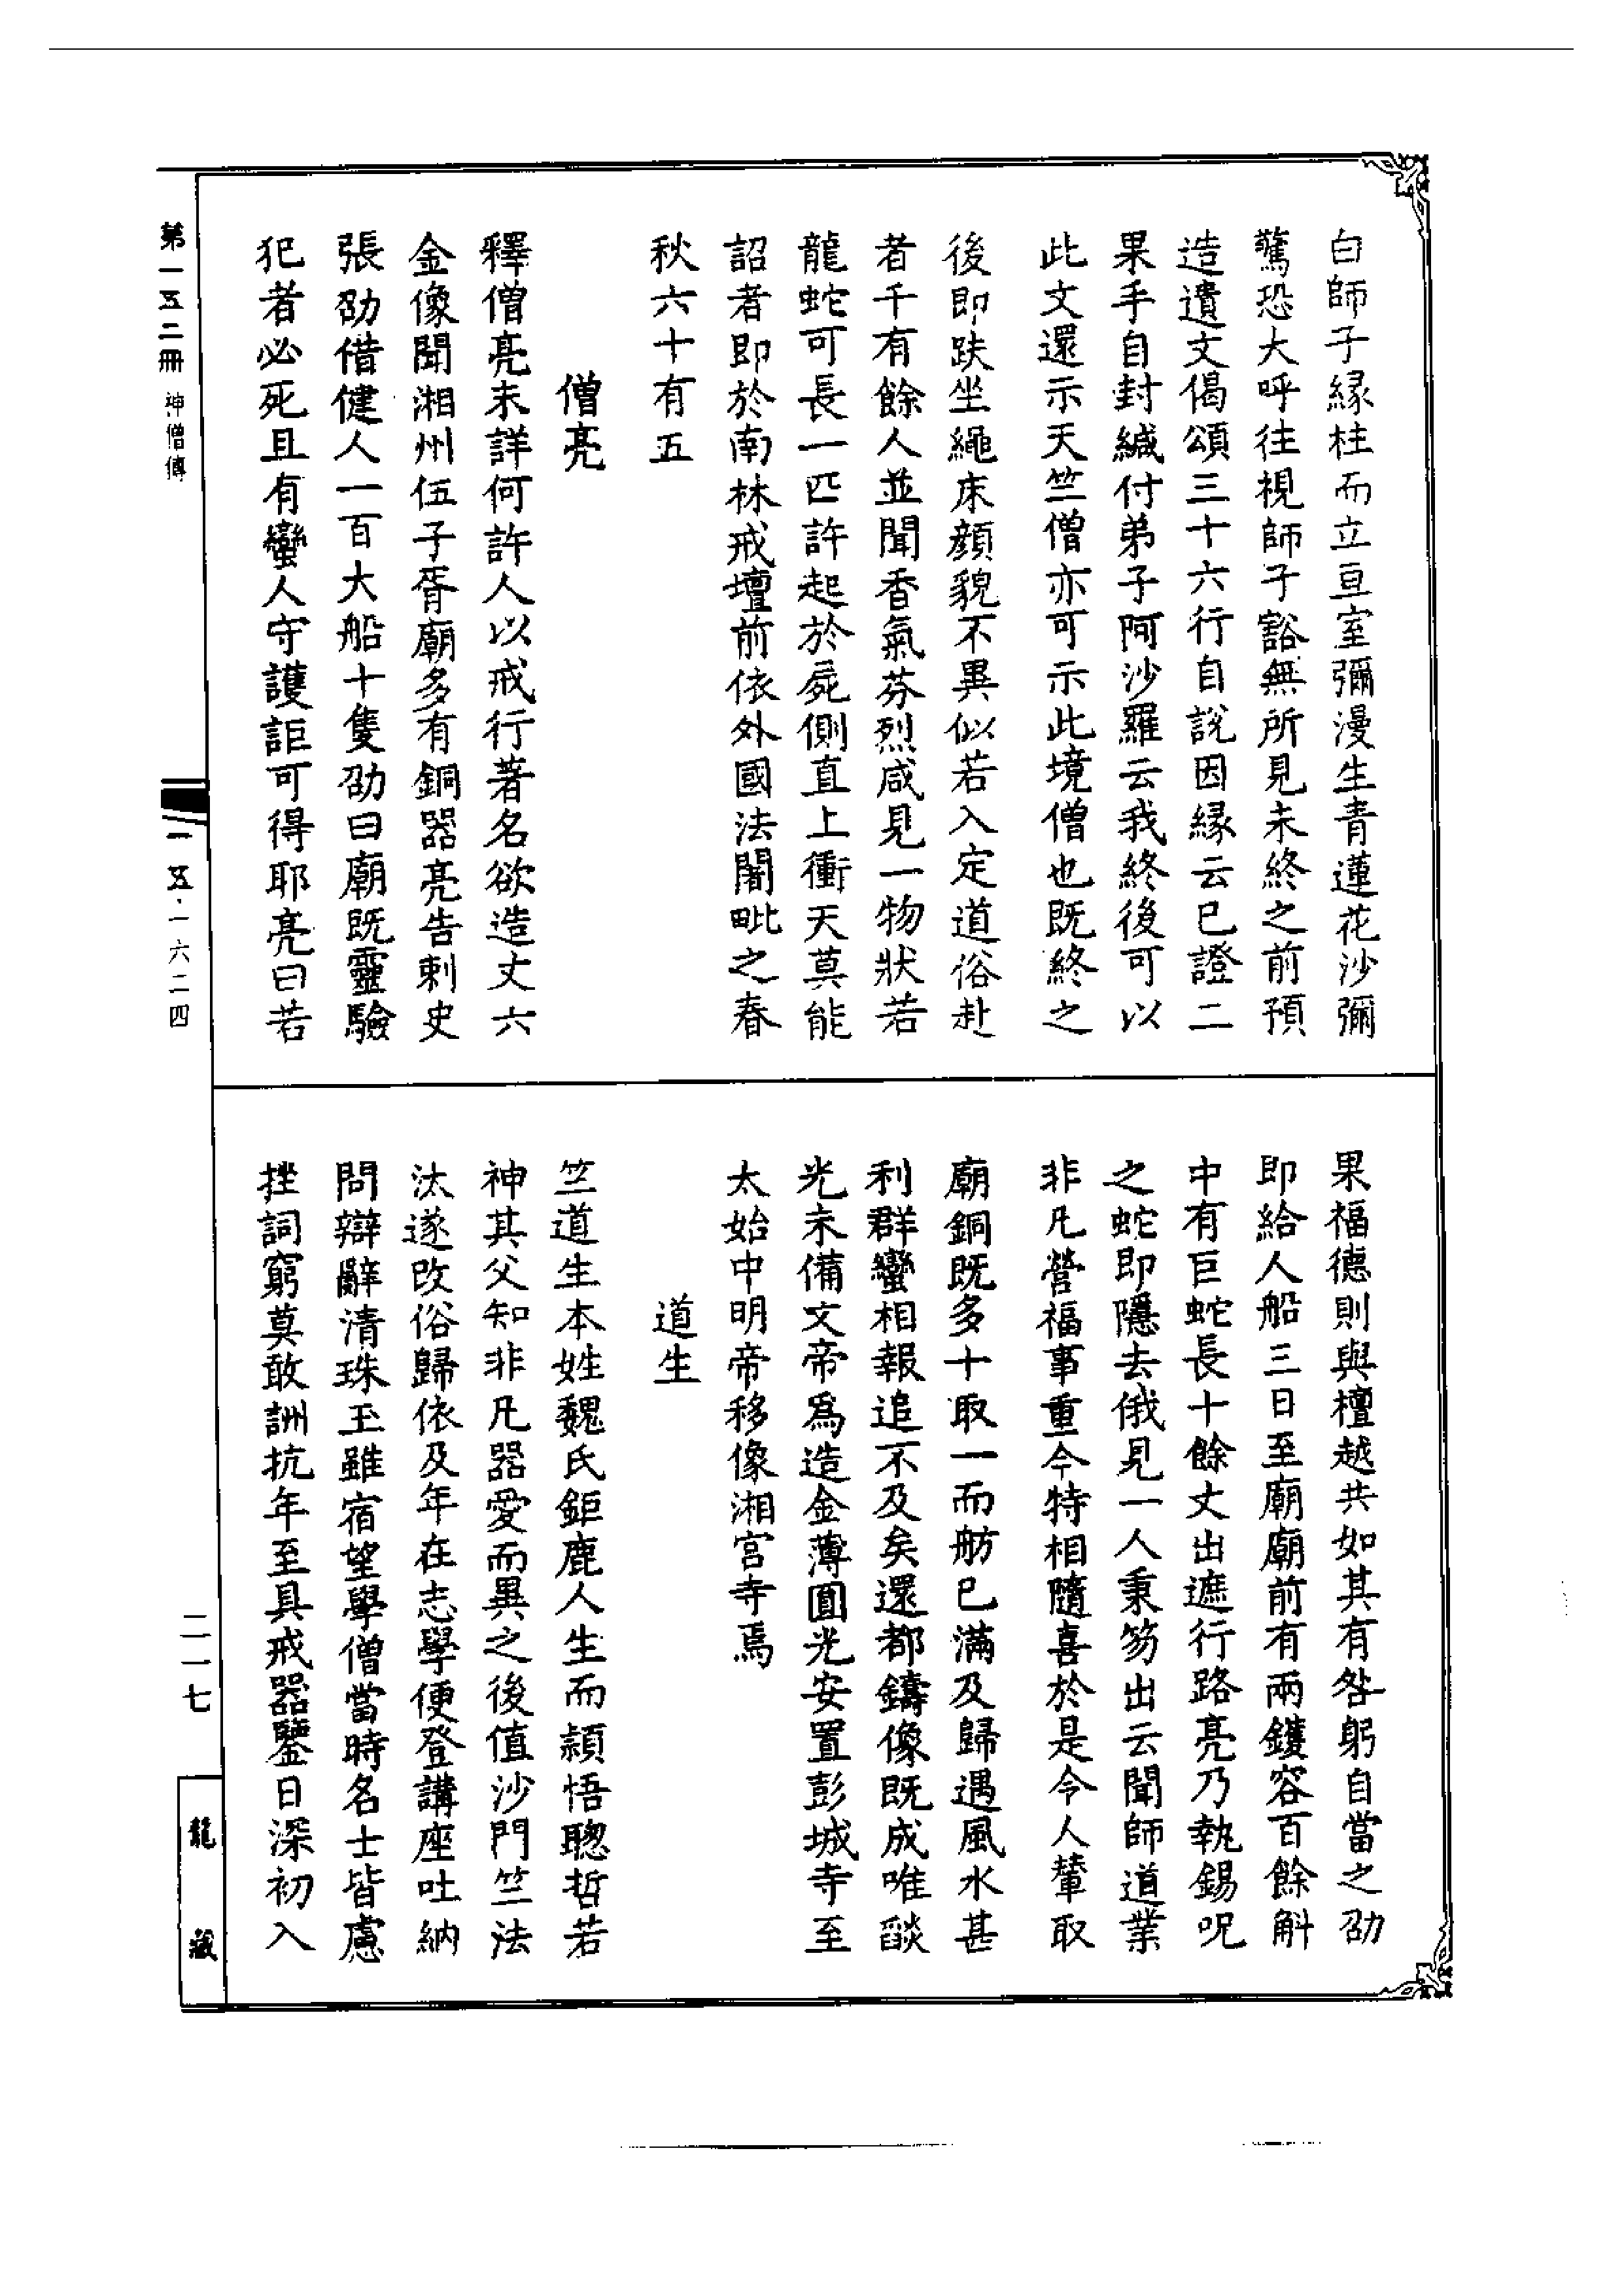 白師子緣柱而立亘室彌漫生青蓮花沙彌
驚恐大呼往視師子豁無所見未終之前預
造遺文偈頌三十六行自說因緣云已證二
果手自封緘付弟子阿沙羅云我終後可以
此文還示天竺僧亦可示此境僧也既終之
後即趺坐繩床顏貌不異似若入定道俗赴
者千有餘人並聞香氣芬烈咸見一物狀若
龍蛇可長一匹許起於屍側直上衝天莫能
詔者即於南林戒壇前依外國法闍毗之春
秋六十有五
僧亮
釋僧亮未詳何許人以戒行著名欲造丈六
金像聞湘州伍子胥廟多有銅器亮告刺史
張劭借健人一百大船十隻劭曰廟既靈驗
犯者必死且有蠻人守護詎可得耶亮曰若
果福德則與檀越共如其有咎躬自當之劭
即給人船三日至廟廟前有兩鑊容百餘斛
中有巨蛇長十餘丈出遮行路亮乃執錫呪
之蛇即隱去俄見一人秉笏出云聞師道業
非凡營福事重今特相隨喜於是令人輦取
廟銅既多十取一而舫已滿及歸遇風水甚
利群蠻相報追不及矣還都鑄像既成唯燄
光未備文帝爲造金薄圓光安置彭城寺至
太始中明帝移像湘宮寺焉
道生
竺道生本姓魏氏鉅鹿人生而頴悟聰哲若
神其父知非凡器愛而異之後值沙門竺法
汰遂改俗歸依及年在志學便登講座吐納
問辯辭清珠玉雖宿望學僧當時名士皆慮
挫詞窮莫敢詶抗年至具戒器鑒日深初入
第一五二冊 神僧傳
一五·一六二四
二一七
龍藏